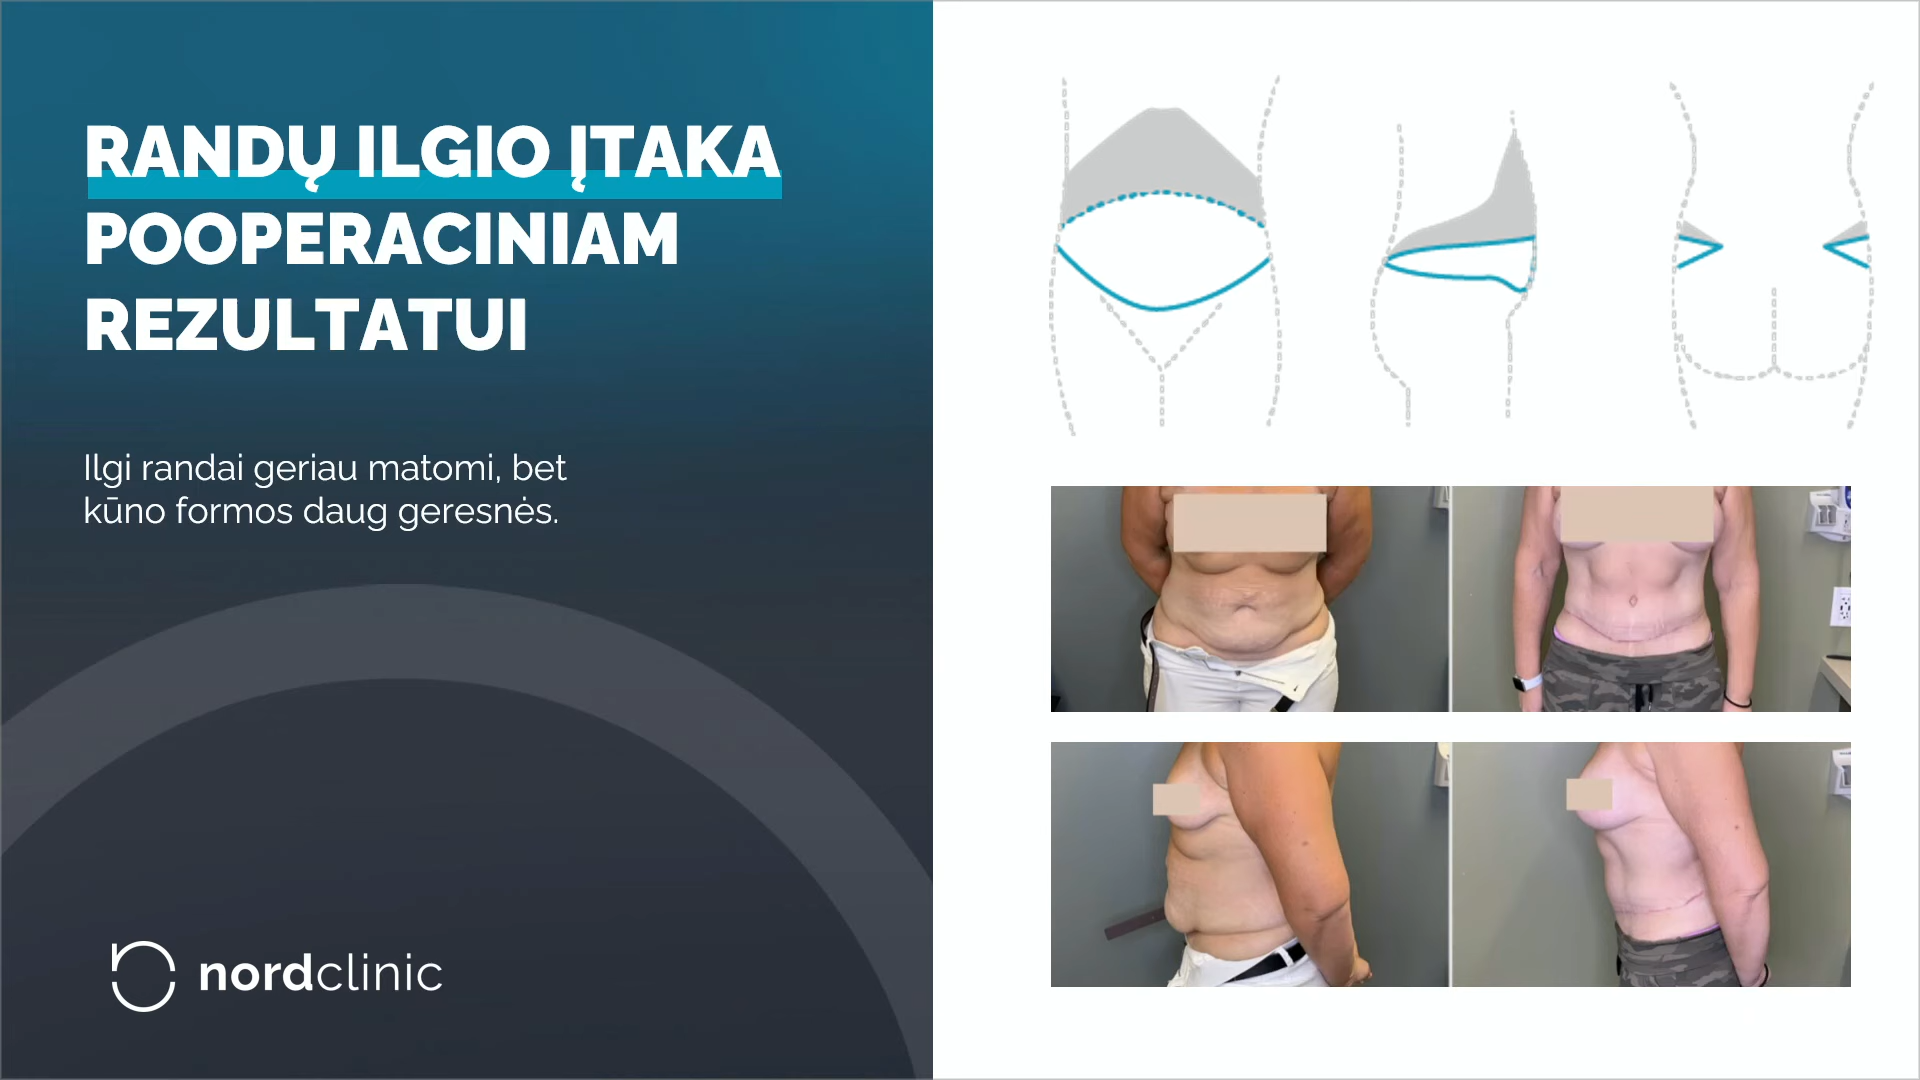 RANDŲ ILGIO ĮTAKA
POOPERACINIAM
REZULTATUI
Ilgi randai geriau matomi, bet
kūno formos daug geresnės.
nordclinic